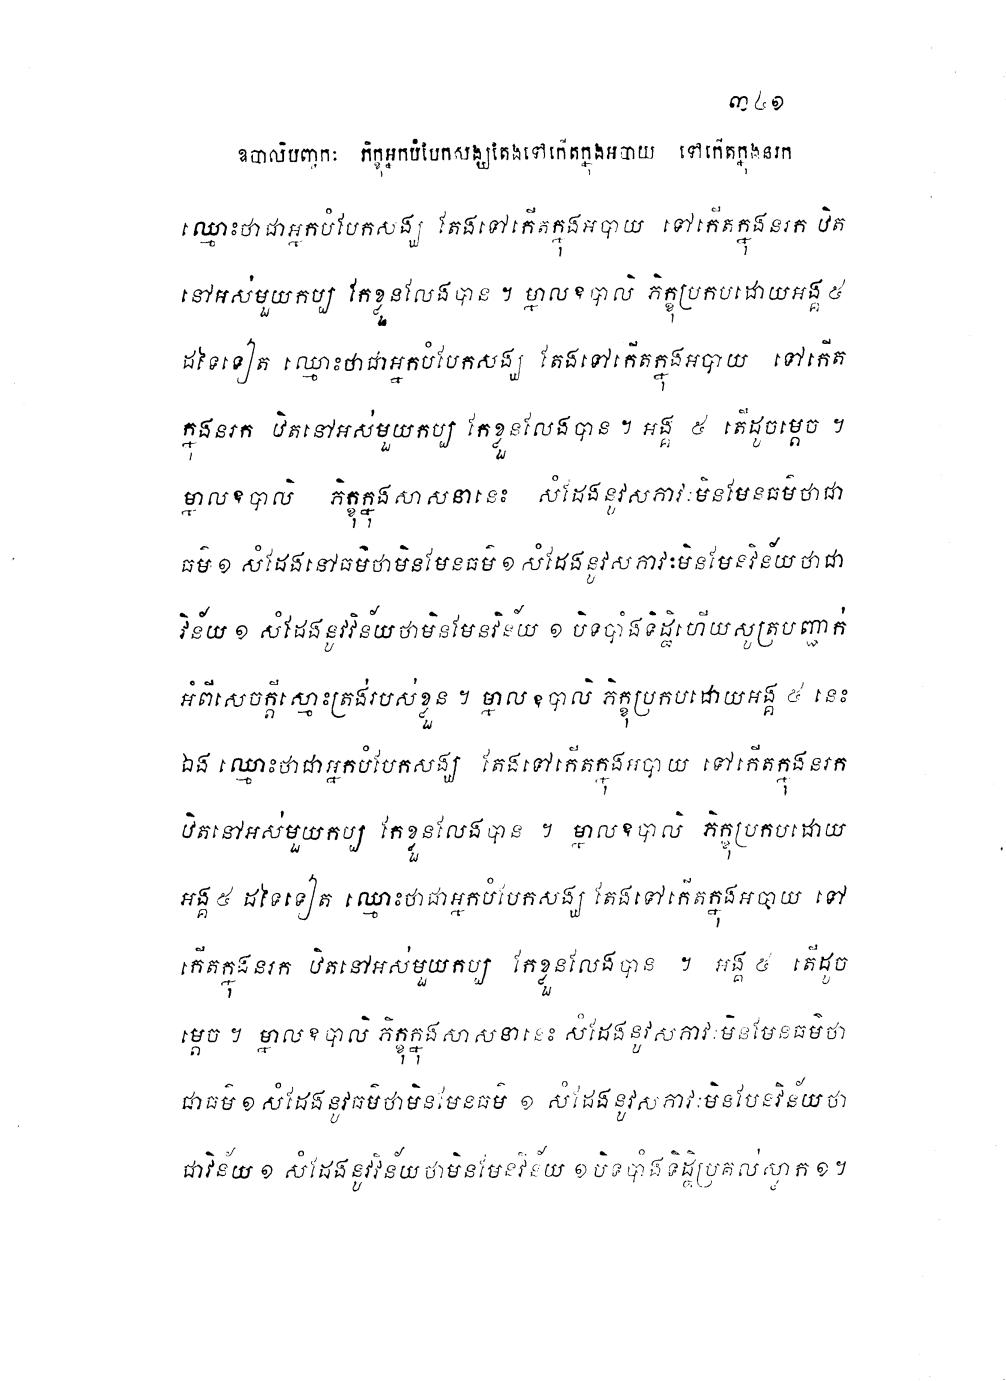 ៣៤១
ឧបាលិបញ្ចកៈ ភិក្ខុអ្នកបំបែកសង្ឃតែងទៅកើតក្នុងអបាយ ទៅកើតក្នុងនរក
ឈ្មោះថាជាអ្នកបំបែកសង្ឃ តែងទៅកើតក្នុងអបាយ ទៅកើតក្នុងនរក ឋិត
នៅអស់មួយកប្ប កែខ្លួនលែងបាន ។ ម្នាលឧបាលិ ភិក្ខុប្រកបដោយអង្គ ៥
ដទៃទៀត ឈ្មោះថាជាអ្នកបំបែកសង្ឃ តែងទៅកើតក្នុងអបាយ ទៅកើត
ក្នុងនរក ឋិតនៅអស់មួយកប្ប កែខ្លួនលែងបាន ។ អង្គ ៥ តើដូចម្តេច ។
ម្នាលឧបាលិ ភិក្ខុក្នុងសាសនានេះ សំដែងនូវសភាវៈមិនមែនធម៌ថាជា
ធម៌ ១ សំដែងនៅធម៌ថាមិនមែនធម៌ ១ សំដែងនូវសភាវៈមិនមែនវិន័យថាជា
វិន័យ ១ សំដែងនូវវិន័យថាមិនមែនវិន័យ ១ បិទបាំងទិដ្ឋិហើយសូត្របញ្ជាក់
អំពីសេចក្តីស្មោះត្រង់របស់ខ្លួន ។ ម្នាលឧបាលិ ភិក្ខុប្រកបដោយអង្គ ៥ នេះ
ឯង ឈ្មោះថាជាអ្នកបំបែកសង្ឃ តែងទៅកើតក្នុងអបាយ ទៅកើតក្នុងនរក
ឋិតនៅអស់មួយកប្ប កែខ្លួនលែងបាន ។ ម្នាលឧបាលិ ភិក្ខុប្រកបដោយ
អង្គ ៥ ដទៃទៀត ឈ្មោះថាជាអ្នកបំបែកសង្ឃ តែងទៅកើតក្នុងអបាយ ទៅ
កើតក្នុងនរក ឋិតនៅអស់មួយកប្ប កែខ្លួនលែងបាន ។ អង្គ ៥ តើដូច
ម្តេច ។ ម្នាលឧបាលិ ភិក្ខុក្នុងសាសនានេះ សំដែងនូវសភាវៈមិនមែនធម៌ថា
ជាធម៌ ១ សំដែងនូវធម៌ថាមិនមែនធម៌ ១ សំដែងនូវសភាវៈមិនមែនវិន័យថា
ជាវិន័យ ១ សំដែងនូវវិន័យថាមិនមែនវិន័យ ១ បិទបាំងទិដ្ឋិប្រគល់ស្លាក ១ ។